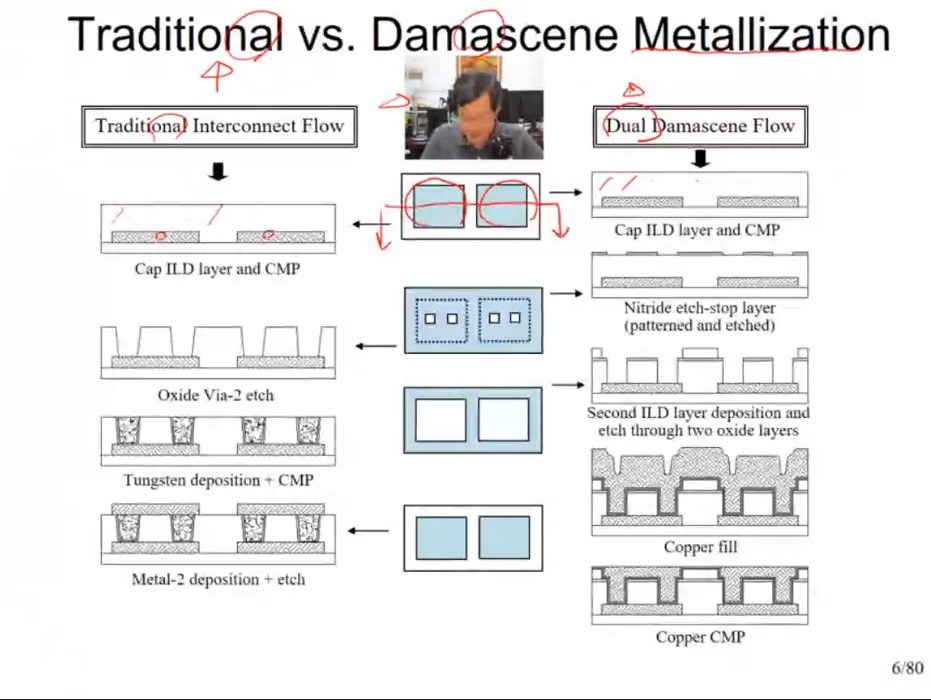 Traditional vs. Damascene Metallization
Traditional Interconnect Flow
Dual Damascene Flow
Cap ILD layer and CMP
Oxide Via-2 etch
Tungsten deposition + CMP
Metal-2 deposition + etch
Cap ILD layer and CMP
Nitride etch-stop layer
(patterned and etched)
Second ILD layer deposition and
etch through two oxide layers
Copper fill
Copper CMP
6/80